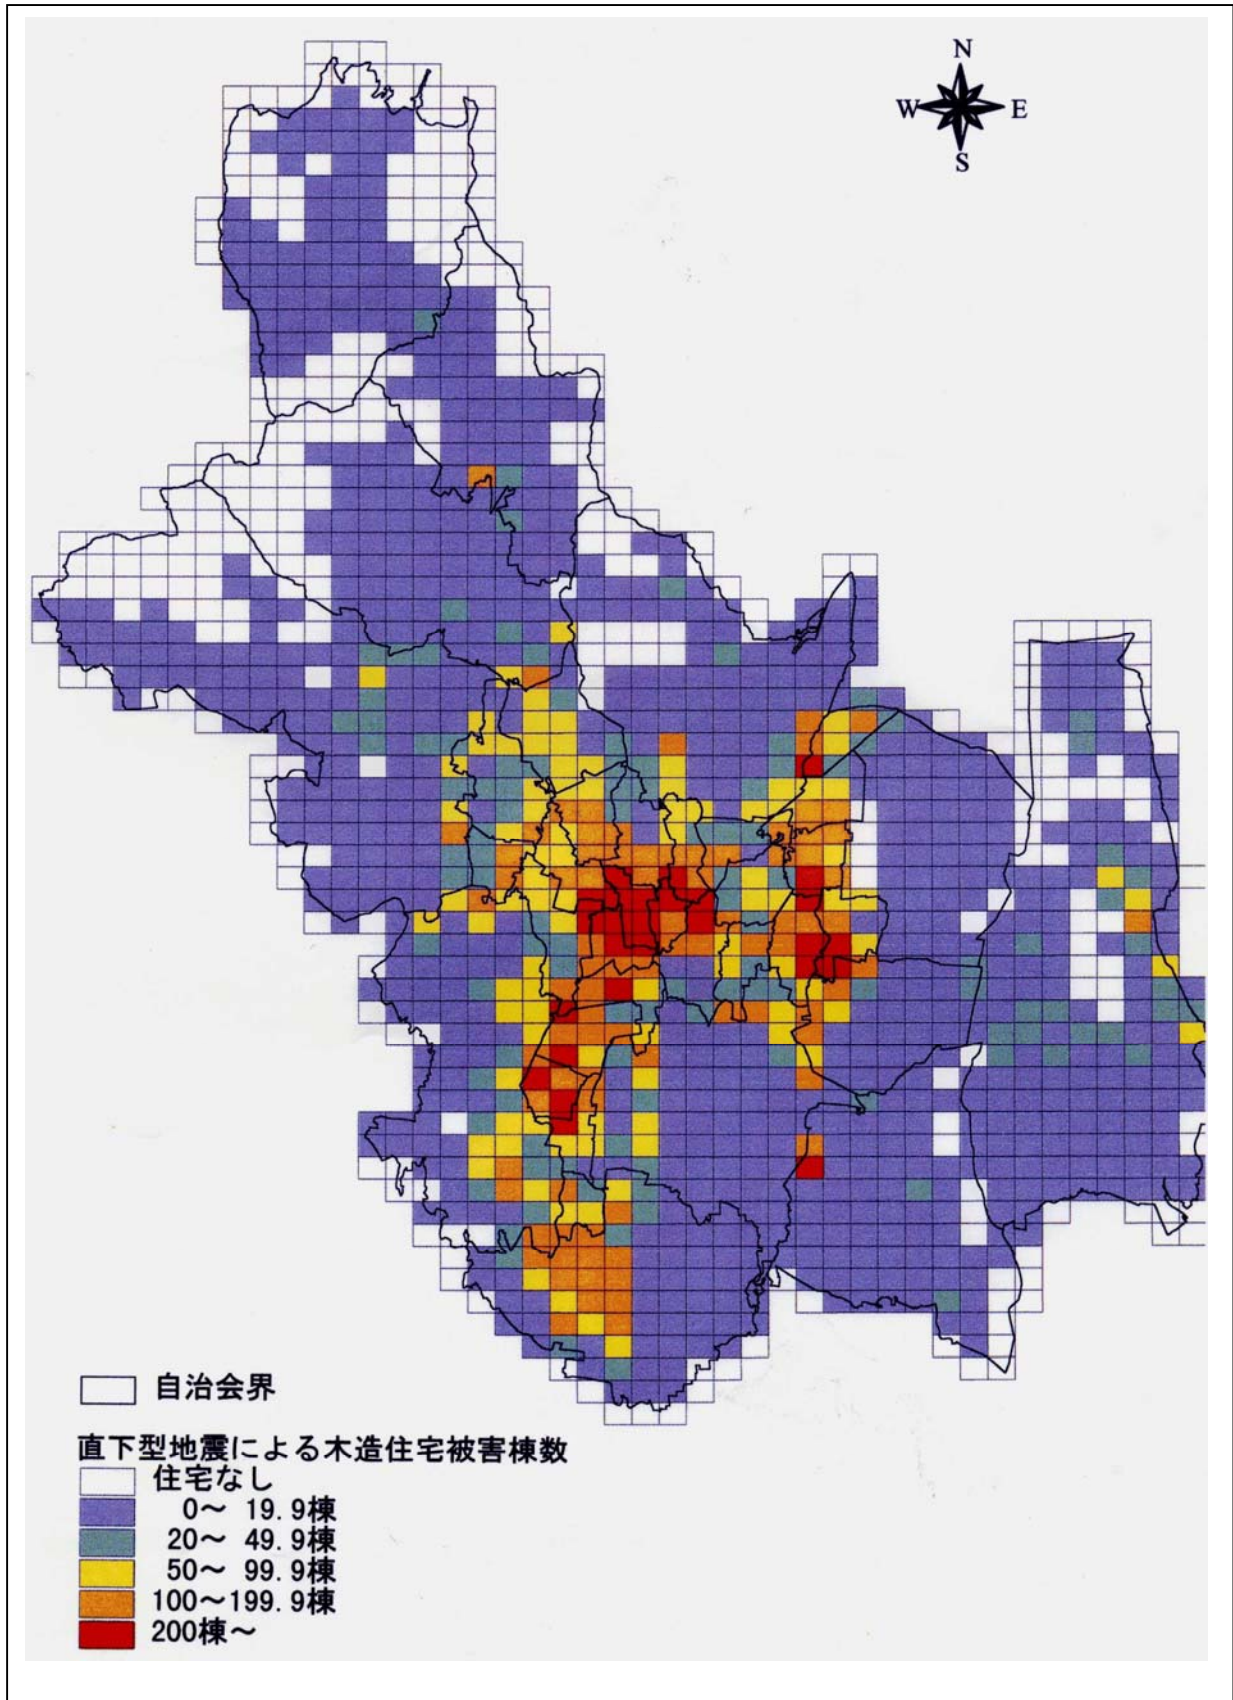 N
W E
S
自治会界
直下型地震による木造住宅被害棟数
住宅なし
0～ 19.9棟
20～ 49.9棟
50～ 99.9棟
100～199.9棟
200棟～